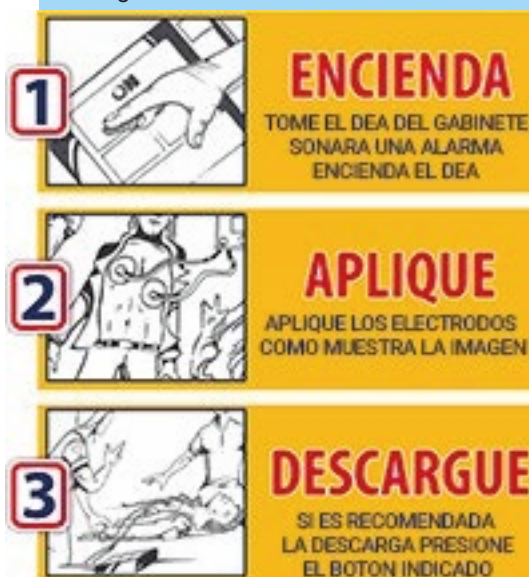 1
ON
ENCIENDA
TOME EL DEA DEL GABINETE
SONARA UNA ALARMA
ENCIENDA EL DEA
2
APLIQUE
APLIQUE LOS ELECTRODOS
COMO MUESTRA LA IMAGEN
3
DESCARGUE
SI ES RECOMENDADA
LA DESCARGA PRESIONE
EL BOTON INDICADO